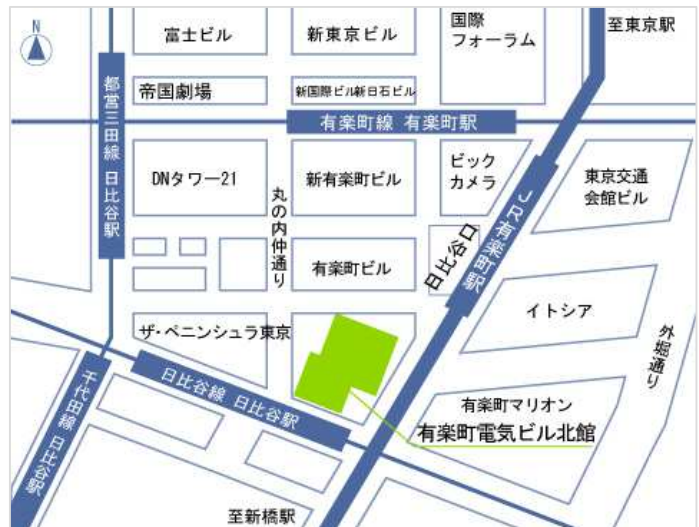 N
富士ビル
新東京ビル
国際
フォーラム
至東京駅
都営三田線 日比谷駅
帝国劇場
新国際ビル新日石ビル
有楽町線 有楽町駅
DNタワー21
丸の内仲通り
新有楽町ビル
ビック
カメラ
JR有楽町駅
東京交通
会館ビル
有楽町ビル
日比谷口
イトシア
外堀通り
ザ・ペニンシュラ東京
日比谷線 日比谷駅
千代田線 日比谷駅
有楽町マリオン
有楽町電気ビル北館
至新橋駅